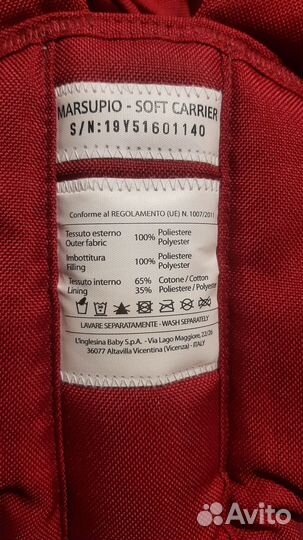 MARSUPIO - SOFT CARRIER
S/N:19Y51601140
Conforme al REGOLAMENTO (UE) N.1007/2011
Tessuto esterno 100% Poliestere
Outer fabric Polyester
Imbottitura 100% Poliestere
Filling Polyester
Tessuto interno 65% Cotone / Cotton
Lining 35% Poliestere / Polyester
LAVARE SEPARATAMENTE - WASH SEPARATELY
L'Inglesina Baby S.p.A. - Via Lago Maggiore, 22/26
36077 Altavilla Vicentina (Vicenza) - ITALY
Avito